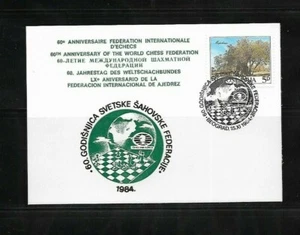 60e ANNIVERSAIRE FEDERATION INTERNATIONALE
D'ECHECS
60TH ANNIVERSARY OF THE WORLD CHESS FEDERATION
60-ЛЕТИЕ МЕЖДУНАРОДНОЙ ШАХМАТНОЙ
ФЕДЕРАЦИИ
60. JAHRESTAG DES WELTSCHACHBUNDES
LX° ANIVERSARIO DE LA
FEDERACION INTERNACIONAL DE AJEDREZ
60.GODIŠNJICA SVETSKE ŠAHOVSKE FEDERACIJE
1984.